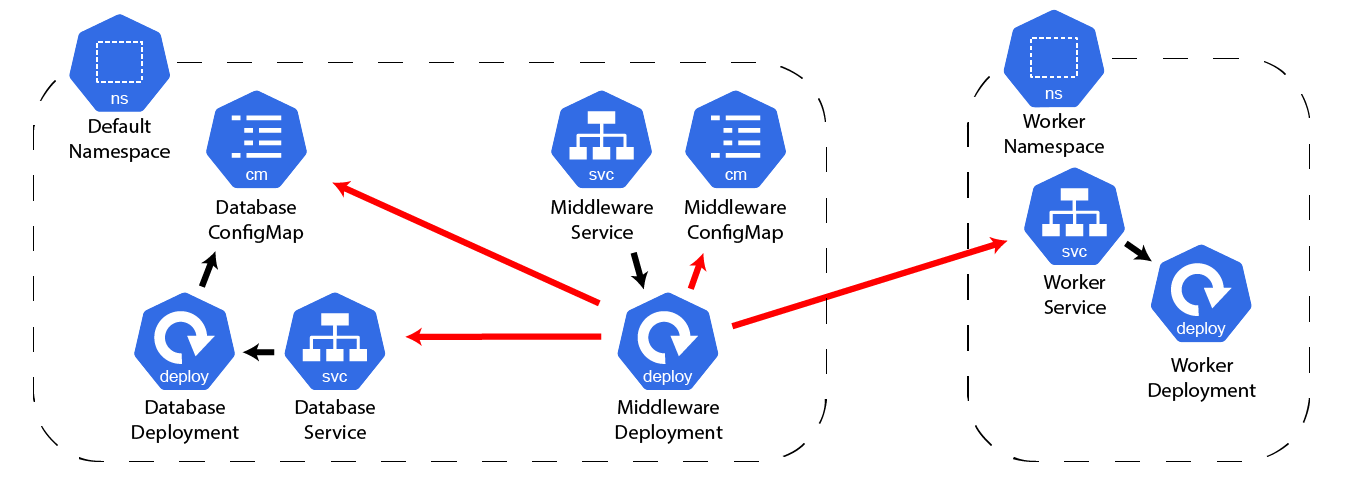 ns
Default
Namespace
cm
Database
ConfigMap
svc
Middleware
Service
cm
Middleware
ConfigMap
deploy
Database
Deployment
svc
Database
Service
deploy
Middleware
Deployment
ns
Worker
Namespace
svc
Worker
Service
deploy
Worker
Deployment